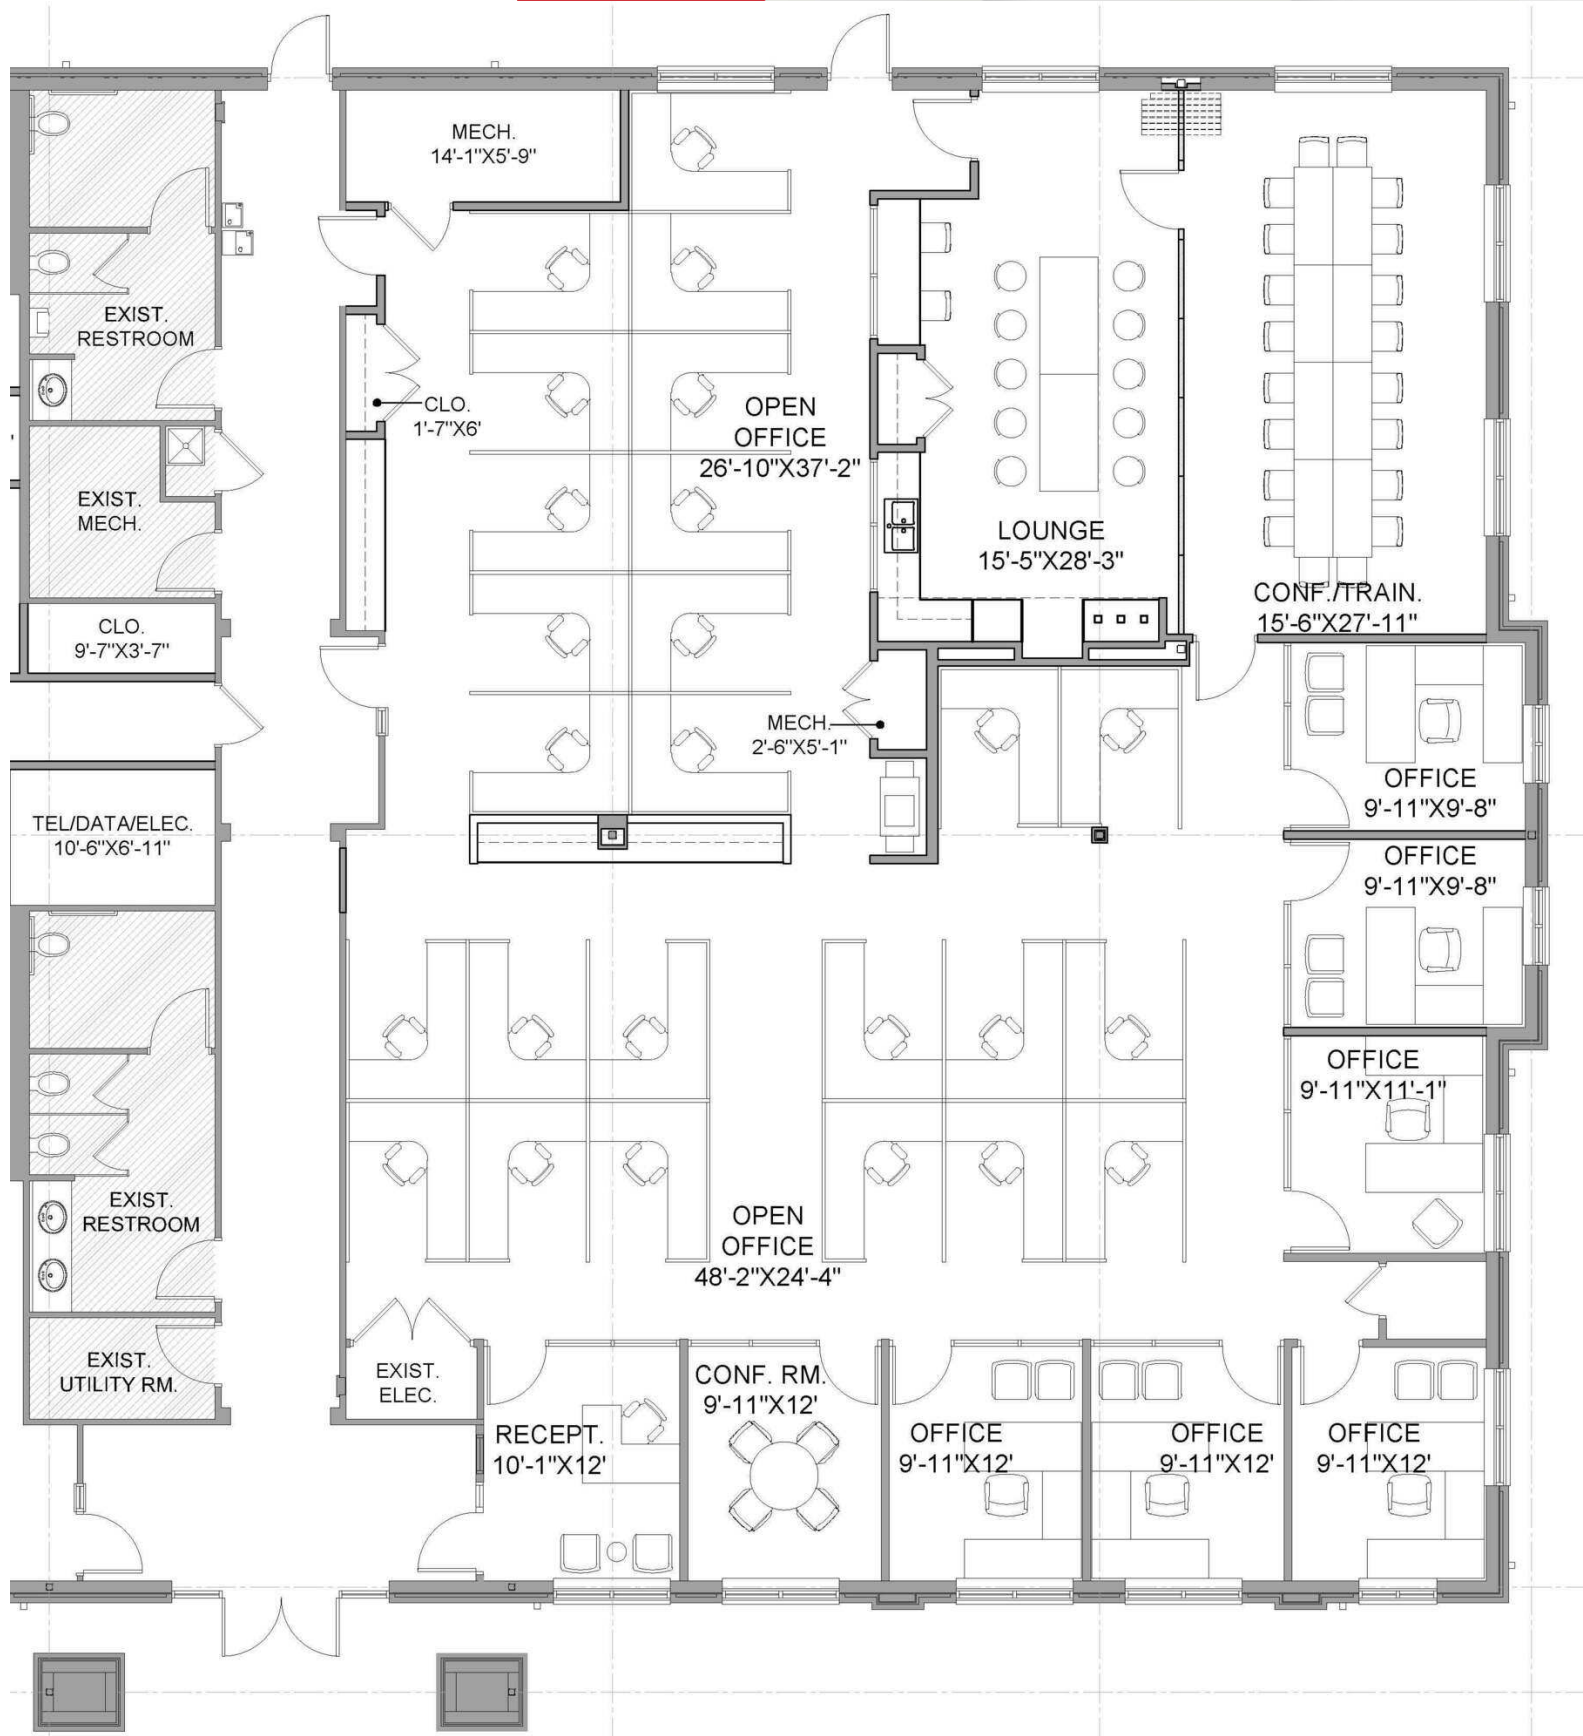 MECH.
14'-1"X5'-9"
EXIST.
RESTROOM
CLO.
1'-7"X6'
OPEN
OFFICE
26'-10"X37'-2"
EXIST.
MECH.
LOUNGE
15'-5"X28'-3"
CONF./TRAIN.
15'-6"X27'-11"
CLO.
9'-7"X3'-7"
MECH.
2'-6"X5'-1"
OFFICE
9'-11"X9'-8"
TEL/DATA/ELEC.
10'-6"X6'-11"
OFFICE
9'-11"X9'-8"
OFFICE
9'-11"X11'-1"
EXIST.
RESTROOM
OPEN
OFFICE
48'-2"X24'-4"
EXIST.
UTILITY RM.
EXIST.
ELEC.
CONF. RM.
9'-11"X12'
RECEPT.
10'-1"X12'
OFFICE
9'-11"X12'
OFFICE
9'-11"X12'
OFFICE
9'-11"X12'